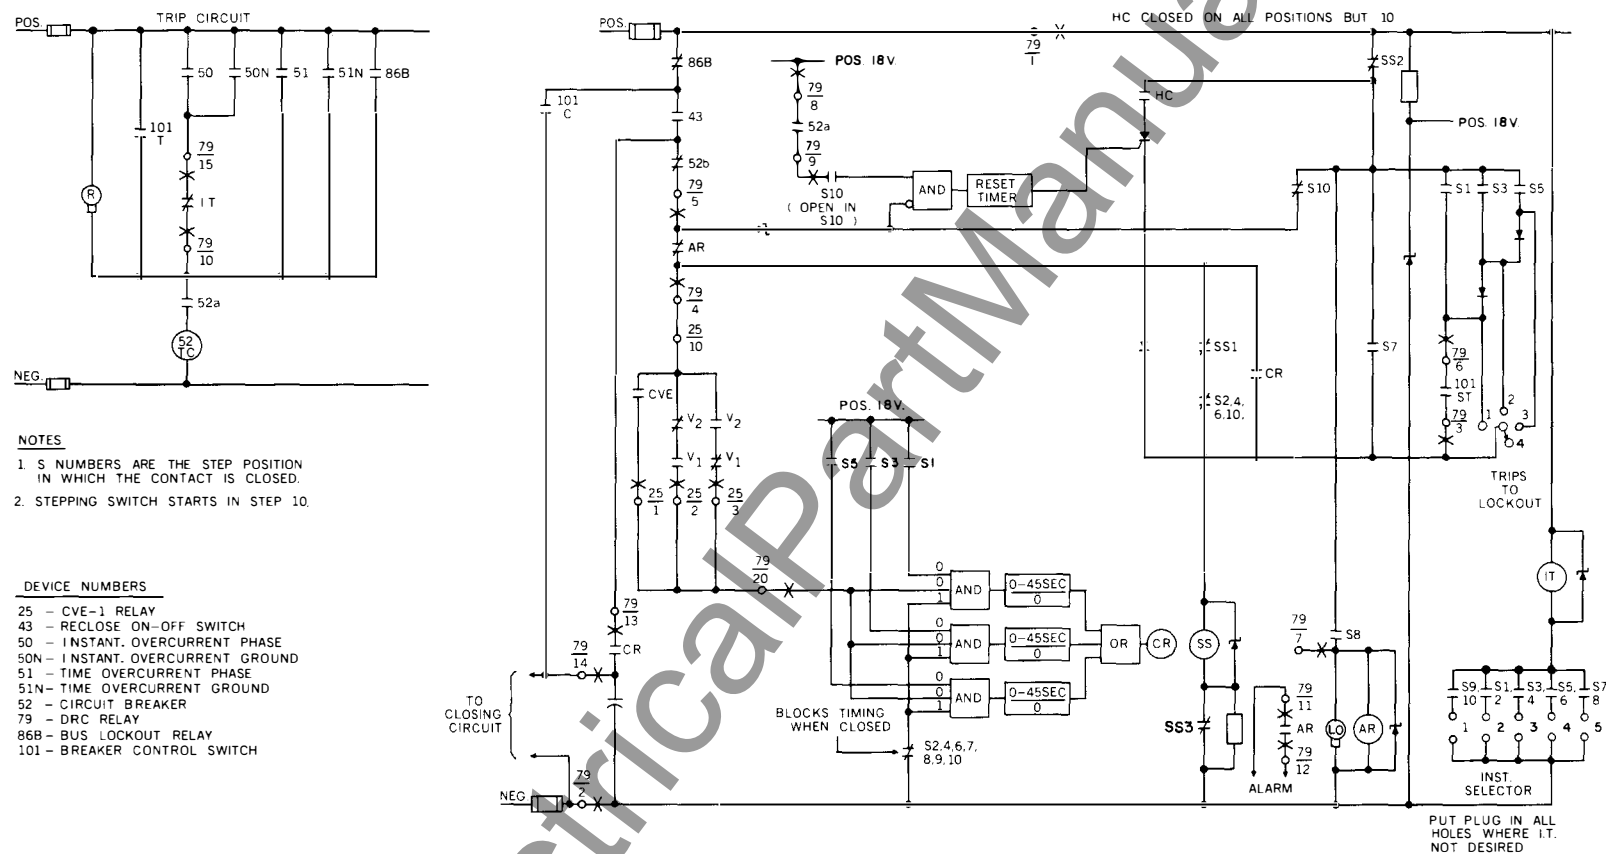 TRIP CIRCUIT
POS.
50
50N
51
51N
86B
101
T
79
15
R
IT
79
10
52a
52
TC
NEG.
NOTES
1. S NUMBERS ARE THE STEP POSITION
IN WHICH THE CONTACT IS CLOSED.
2. STEPPING SWITCH STARTS IN STEP 10.
DEVICE NUMBERS
25 – CVE-1 RELAY
43 – RECLOSE ON-OFF SWITCH
50 – INSTANT. OVERCURRENT PHASE
50N– INSTANT. OVERCURRENT GROUND
51 – TIME OVERCURRENT PHASE
51N– TIME OVERCURRENT GROUND
52 – CIRCUIT BREAKER
79 – DRC RELAY
86B – BUS LOCKOUT RELAY
101 – BREAKER CONTROL SWITCH
POS.
HC CLOSED ON ALL POSITIONS BUT 10
79
1
86B
POS. 18V.
SS2
79
8
HC
101
C
43
52a
POS. 18V.
79
9
52b
79
5
S10
( OPEN IN
S10 )
AND
RESET
TIMER
S10
S1
S3
S5
AR
79
4
25
10
SS1
CR
S7
79
6
101
ST
79
3
1
2
3
4
TRIPS
TO
LOCKOUT
S2,4,
6,10,
CVE
V2
V2
V1
V1
25
1
25
2
25
3
POS. 18V.
S5
S3
S1
79
20
0
0
1
AND
0-45SEC
0
0
0
1
AND
0-45SEC
0
0
0
1
AND
0-45SEC
0
OR
CR
79
13
CR
79
14
TO
CLOSING
CIRCUIT
BLOCKS TIMING
WHEN CLOSED
S2,4,6,7,
8,9,10
SS
SS3
79
11
AR
79
12
ALARM
79
7
S8
LO
AR
IT
S9,
10
S1,
2
S3,
4
S5,
6
S7
8
1
2
3
4
5
INST.
SELECTOR
NEG
79
2
PUT PLUG IN ALL
HOLES WHERE I.T.
NOT DESIRED
ctricalPartManua